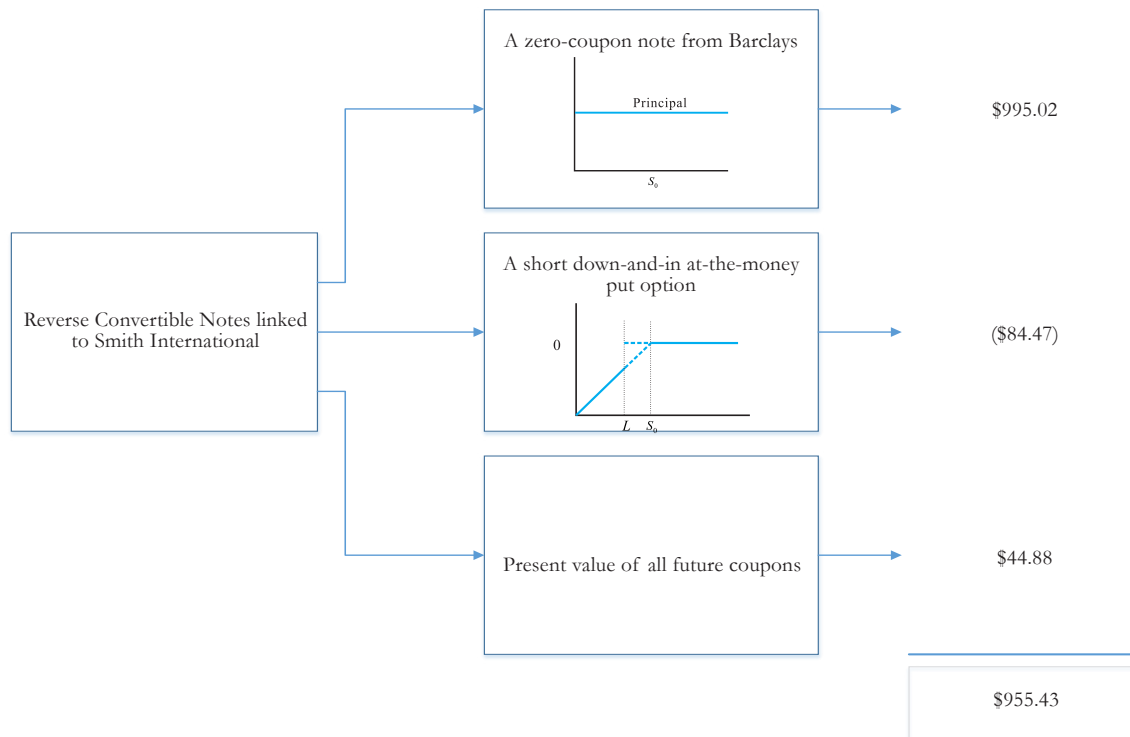 A zero-coupon note from Barclays
Principal
S₀
$995.02
Reverse Convertible Notes linked
to Smith International
A short down-and-in at-the-money
put option
0
L S₀
($84.47)
Present value of all future coupons
$44.88
$955.43